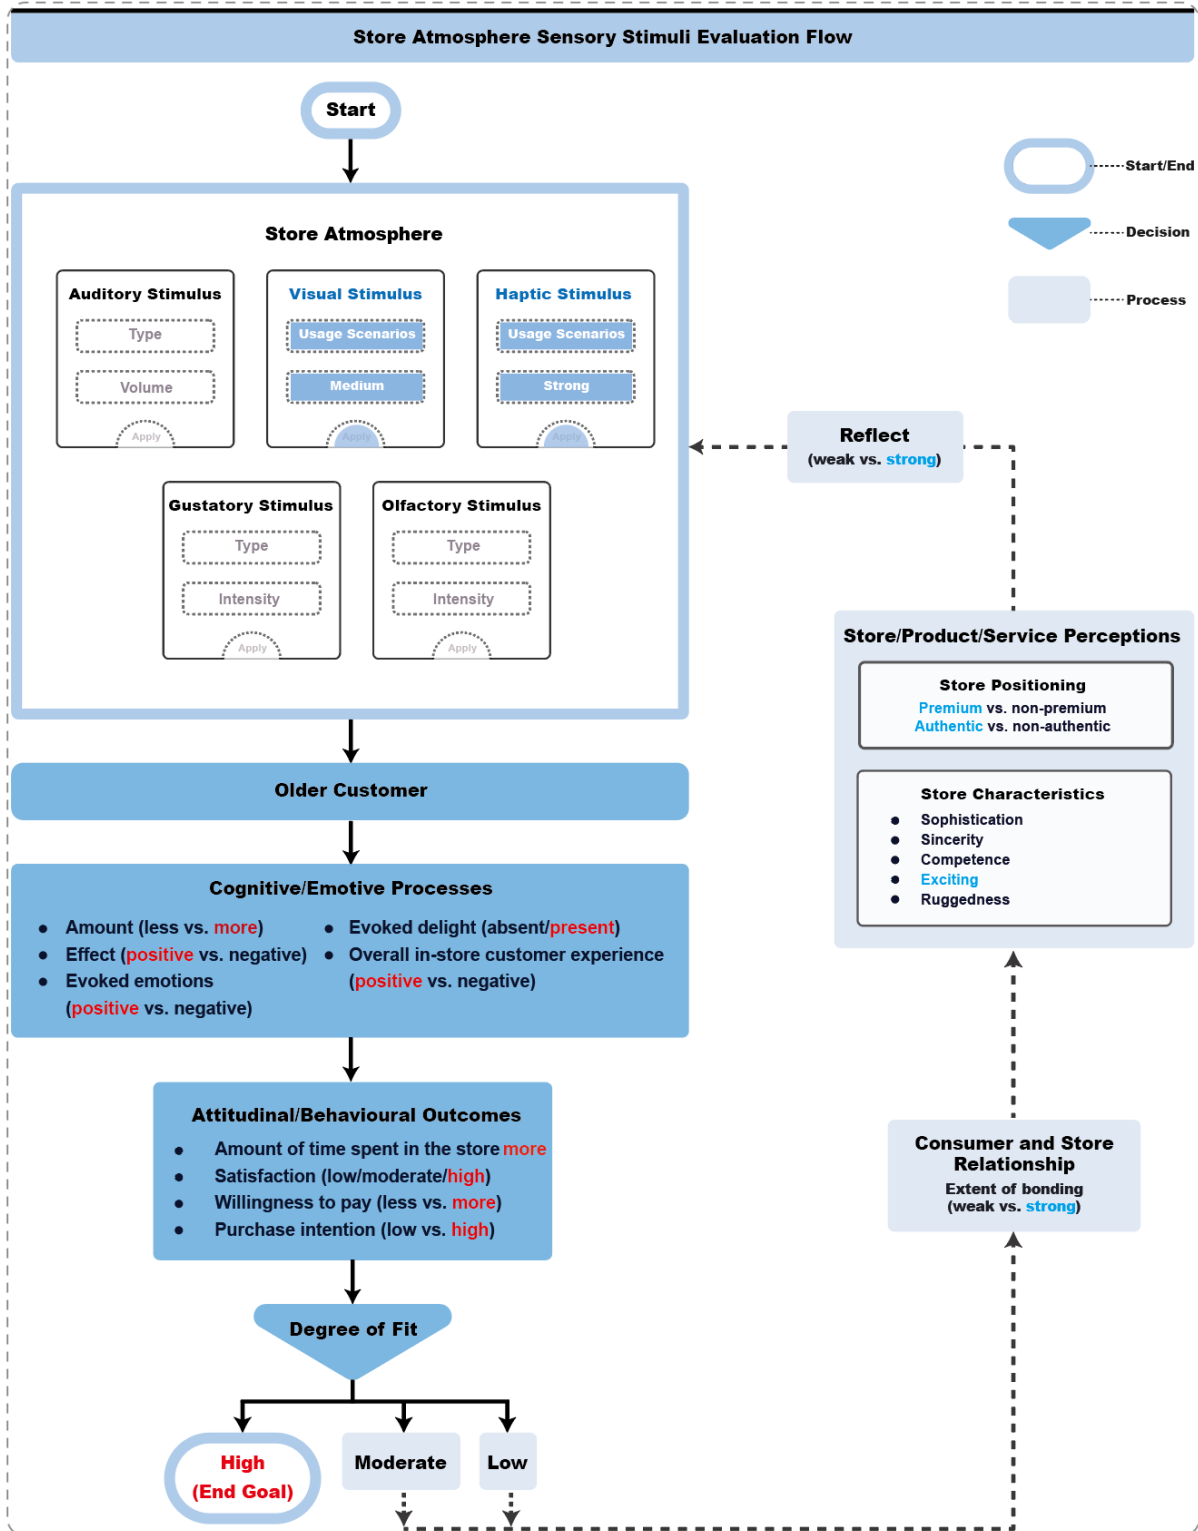 Store Atmosphere Sensory Stimuli Evaluation Flow
Start
Start/End
Decision
Process
Store Atmosphere
Auditory Stimulus
Type
Volume
Apply
Visual Stimulus
Usage Scenarios
Medium
Apply
Haptic Stimulus
Usage Scenarios
Strong
Apply
Gustatory Stimulus
Type
Intensity
Apply
Olfactory Stimulus
Type
Intensity
Apply
Reflect
(weak vs. strong)
Store/Product/Service Perceptions
Store Positioning
Premium vs. non-premium
Authentic vs. non-authentic
Store Characteristics
● Sophistication
● Sincerity
● Competence
● Exciting
● Ruggedness
Older Customer
Cognitive/Emotive Processes
● Amount (less vs. more)
● Effect (positive vs. negative)
● Evoked emotions
(positive vs. negative)
● Evoked delight (absent/present)
● Overall in-store customer experience
(positive vs. negative)
Attitudinal/Behavioural Outcomes
● Amount of time spent in the store more
● Satisfaction (low/moderate/high)
● Willingness to pay (less vs. more)
● Purchase intention (low vs. high)
Consumer and Store
Relationship
Extent of bonding
(weak vs. strong)
Degree of Fit
High
(End Goal)
Moderate
Low